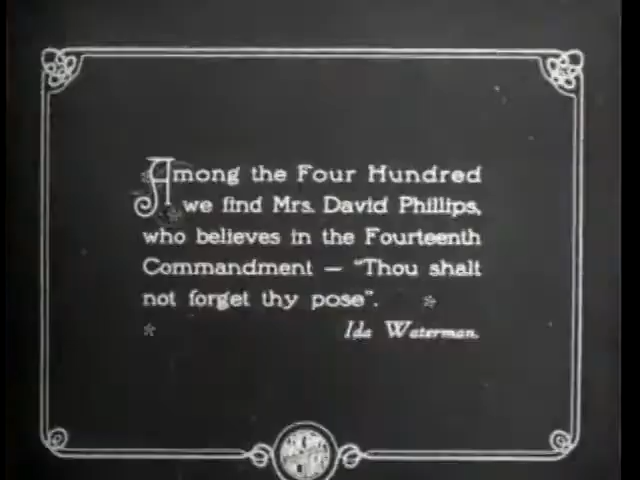 Among the Four Hundred
we find Mrs. David Phillips,
who believes in the Fourteenth
Commandment — "Thou shalt
not forget thy pose".
Ida Waterman.